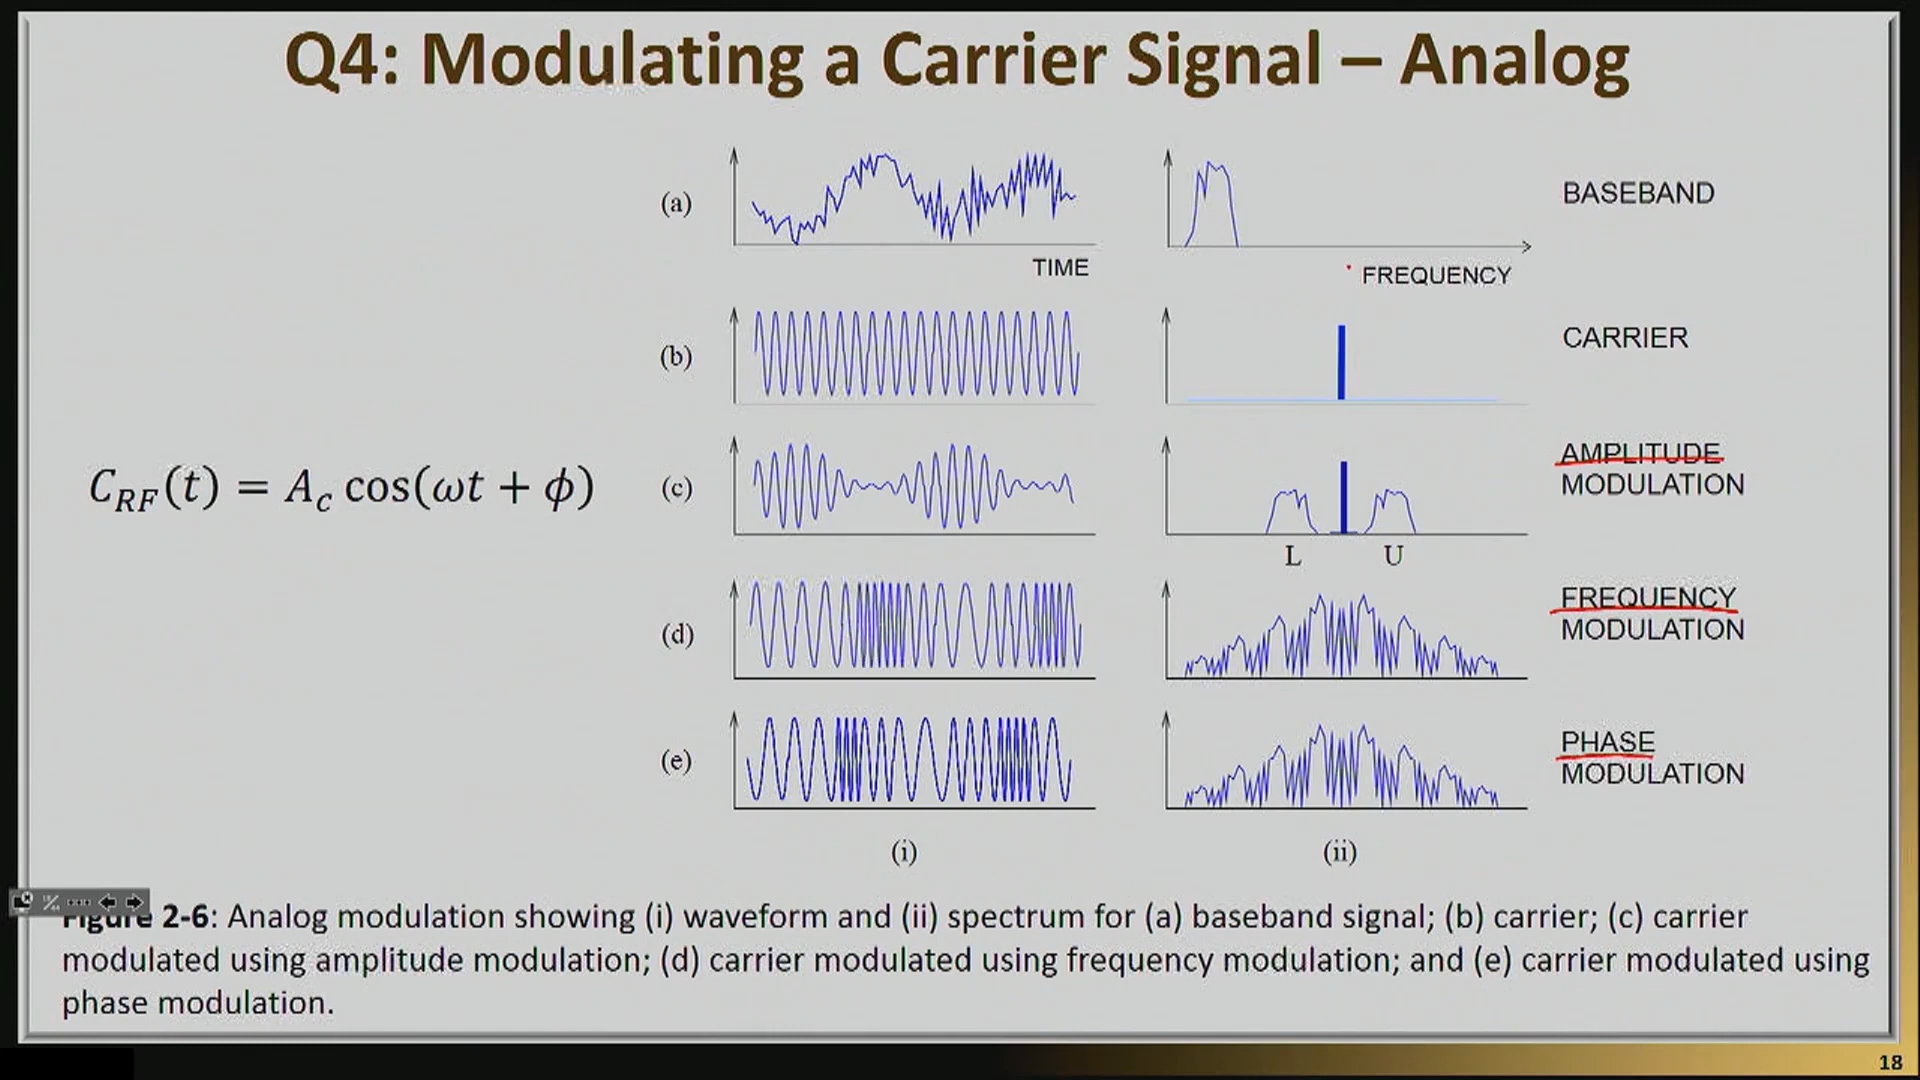 Q4: Modulating a Carrier Signal – Analog
(a)
TIME
FREQUENCY
BASEBAND
(b)
CARRIER
C_RF(t) = A_c cos(ωt + ϕ)
(c)
L
U
AMPLITUDE
MODULATION
(d)
FREQUENCY
MODULATION
(e)
PHASE
MODULATION
(i)
(ii)
Figure 2-6: Analog modulation showing (i) waveform and (ii) spectrum for (a) baseband signal; (b) carrier; (c) carrier
modulated using amplitude modulation; (d) carrier modulated using frequency modulation; and (e) carrier modulated using
phase modulation.
18